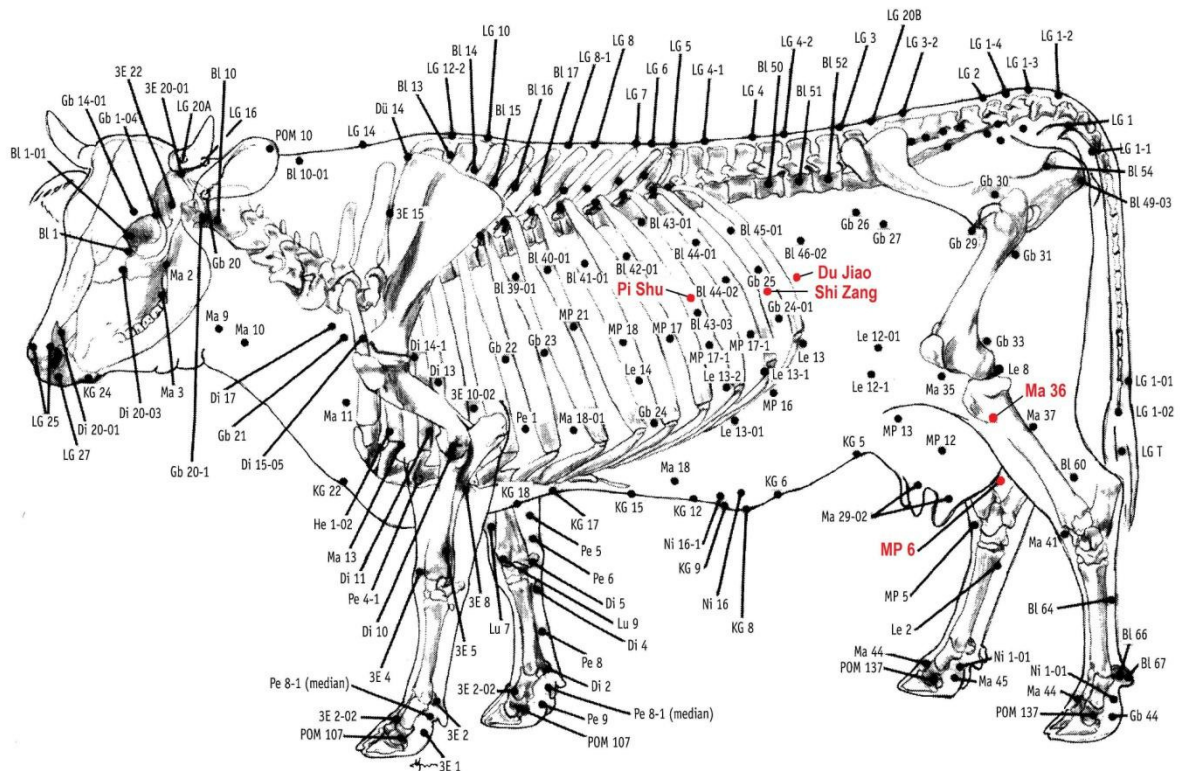 LG 20B
LG 10
LG 8
LG 5
LG 4-2
LG 3
LG 3-2
LG 1-4
LG 1-2
LG 12-2
LG 8-1
LG 6
LG 4-1
Bl 50
Bl 52
LG 2
LG 1-3
3E 22
Bl 10
Bl 14
Bl 17
LG 7
LG 4
Bl 51
3E 20-01
Bl 13
Bl 16
Gb 14-01
LG 20A
LG 16
Dü 14
Bl 15
Gb 1-04
POM 10
LG 14
LG 1
Bl 1-01
Bl 10-01
LG 1-1
Bl 54
Gb 30
Bl 49-03
3E 15
Gb 26
Gb 27
Bl 1
Bl 43-01
Bl 45-01
Gb 29
Gb 20
Bl 44-01
Bl 46-02
Gb 31
Ma 2
Bl 40-01
Bl 41-01
Bl 42-01
Gb 25
Du Jiao
Bl 39-01
Pi Shu
Bl 44-02
Shi Zang
Gb 24-01
Ma 9
Ma 10
MP 21
Bl 43-03
MP 18
MP 17
MP 17-1
MP 17-1
Le 13
Le 12-01
Gb 33
Di 14-1
Gb 22
Gb 23
KG 24
Ma 3
Di 17
Di 13
Le 14
Le 13-2
Le 13-1
Le 12-1
Ma 35
Le 8
LG 1-01
LG 25
Di 20-03
Ma 11
3E 10-02
MP 16
Ma 36
LG 1-02
Di 20-01
Gb 21
Pe 1
Ma 18-01
Gb 24
Le 13-01
MP 13
Ma 37
LG 27
Gb 20-1
Di 15-05
MP 12
LG T
KG 5
Bl 60
KG 22
KG 18
Ma 18
KG 6
He 1-02
KG 17
KG 15
KG 12
Ma 29-02
Ma 13
Pe 5
Ni 16-1
MP 6
Ma 41
Di 11
Pe 6
KG 9
Pe 4-1
3E 8
Di 5
Ni 16
MP 5
Di 10
Lu 7
Lu 9
KG 8
Bl 64
3E 5
Di 4
Le 2
3E 4
Pe 8
Bl 66
Pe 8-1 (median)
3E 2-02
Di 2
Ma 44
Ni 1-01
Ni 1-01
Bl 67
POM 137
Ma 45
Ma 44
3E 2-02
3E 2
Pe 9
Pe 8-1 (median)
POM 137
Gb 44
POM 107
POM 107
3E 1